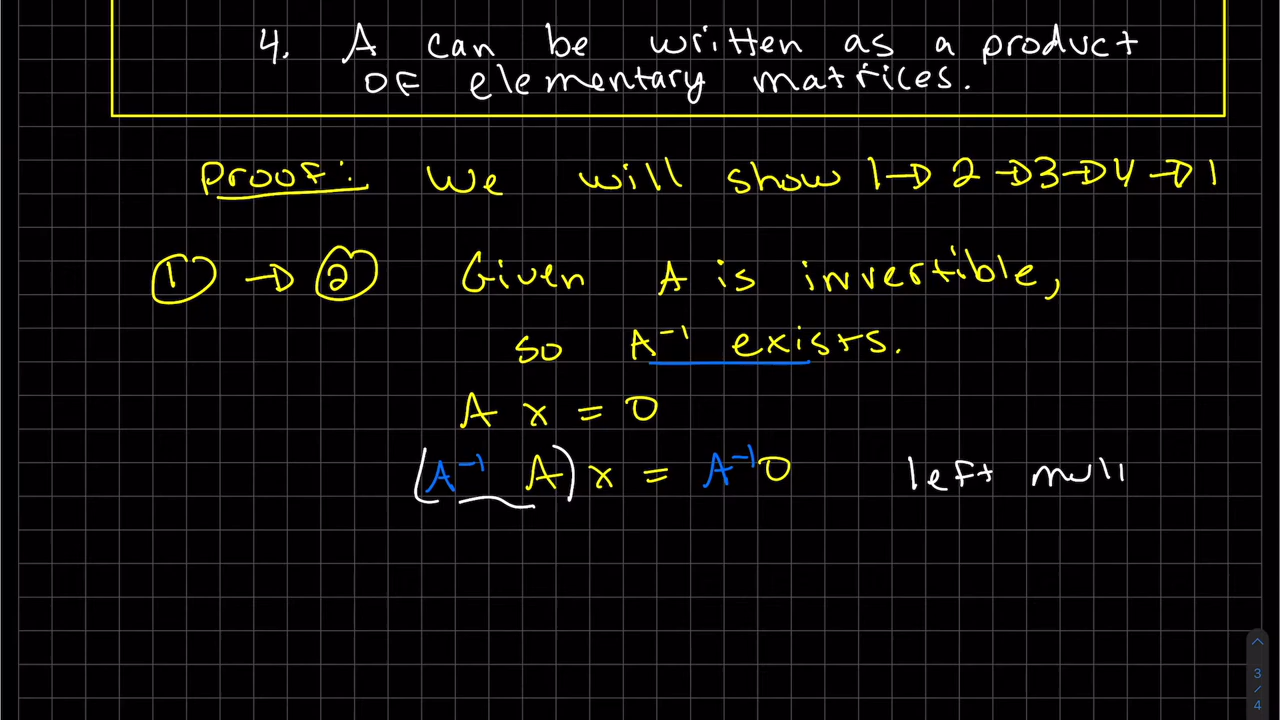 4. A can be written as a product
of elementary matrices.
Proof: We will show 1→2→3→4→1
① → ② Given A is invertible,
so A⁻¹ exists.
A x = 0
(A⁻¹ A) x = A⁻¹ 0 left mull
3
/
4